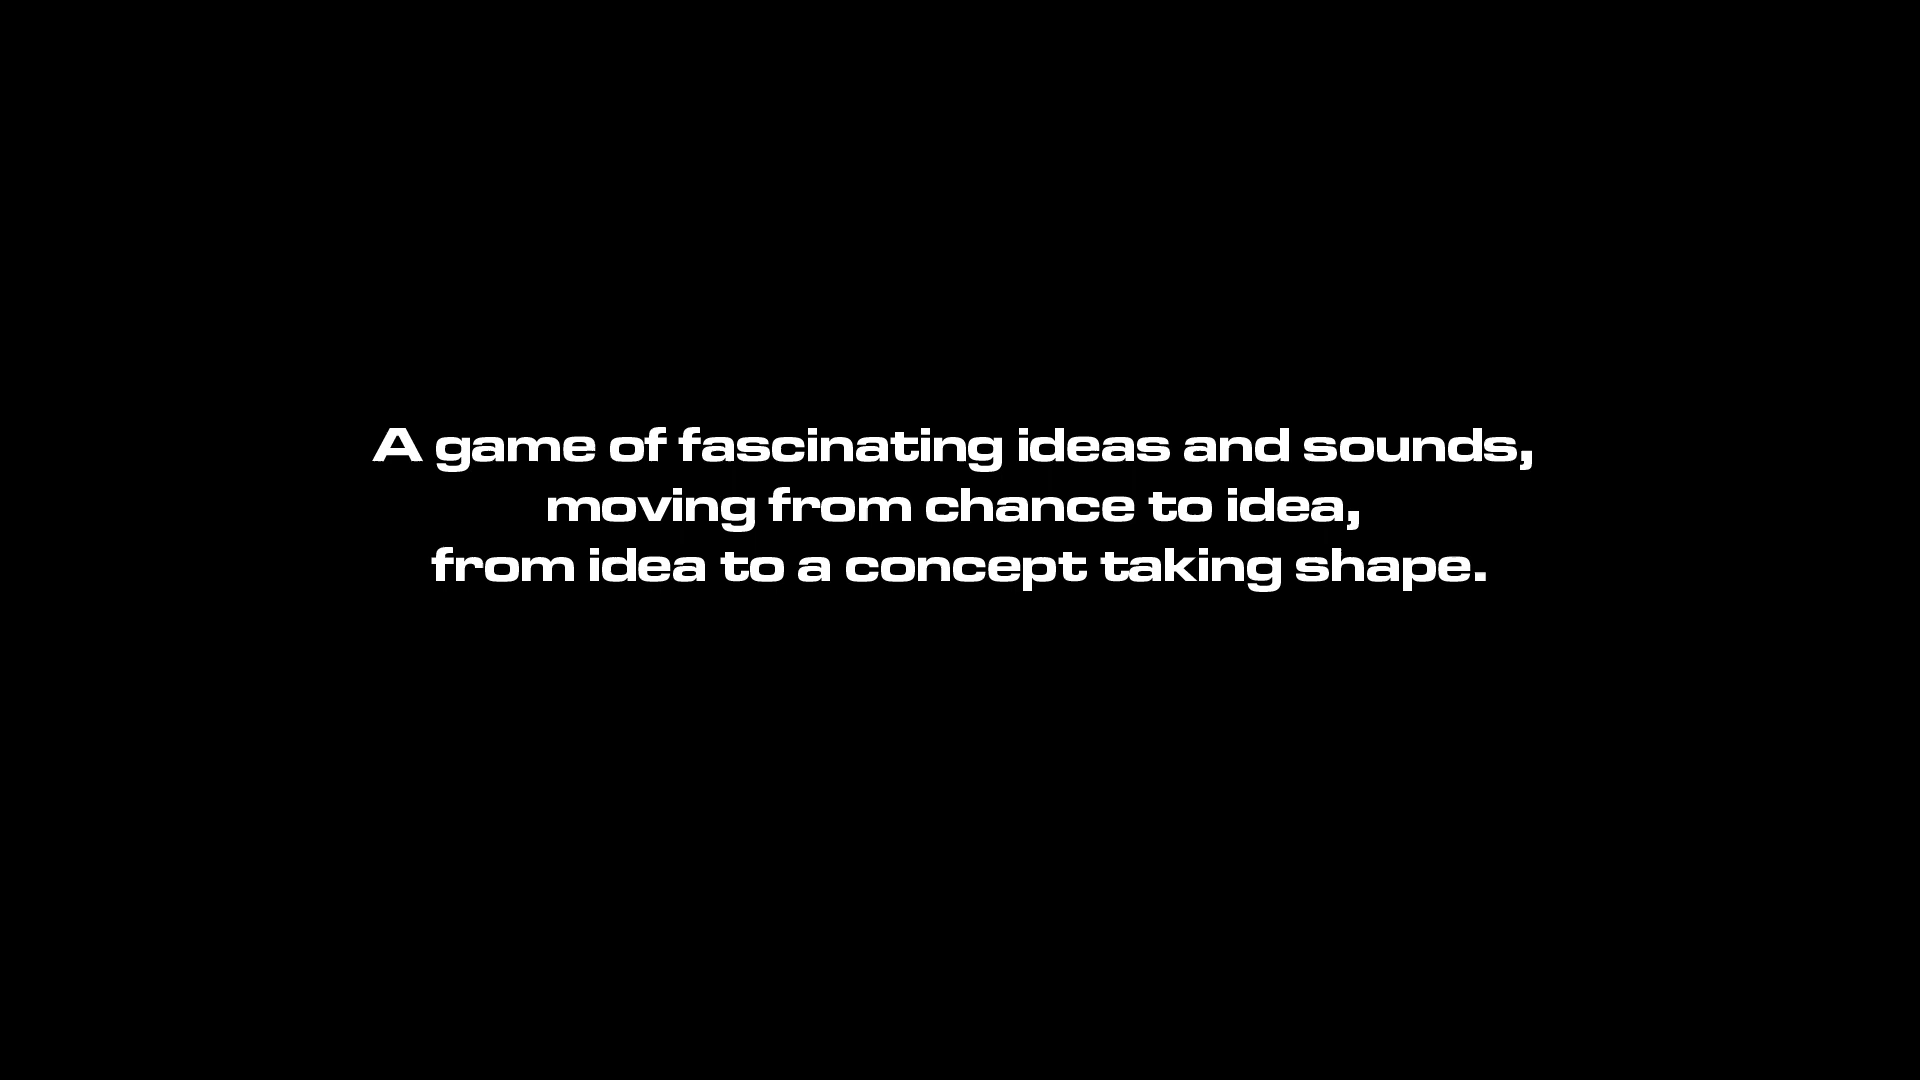 A game of fascinating ideas and sounds,
moving from chance to idea,
from idea to a concept taking shape.